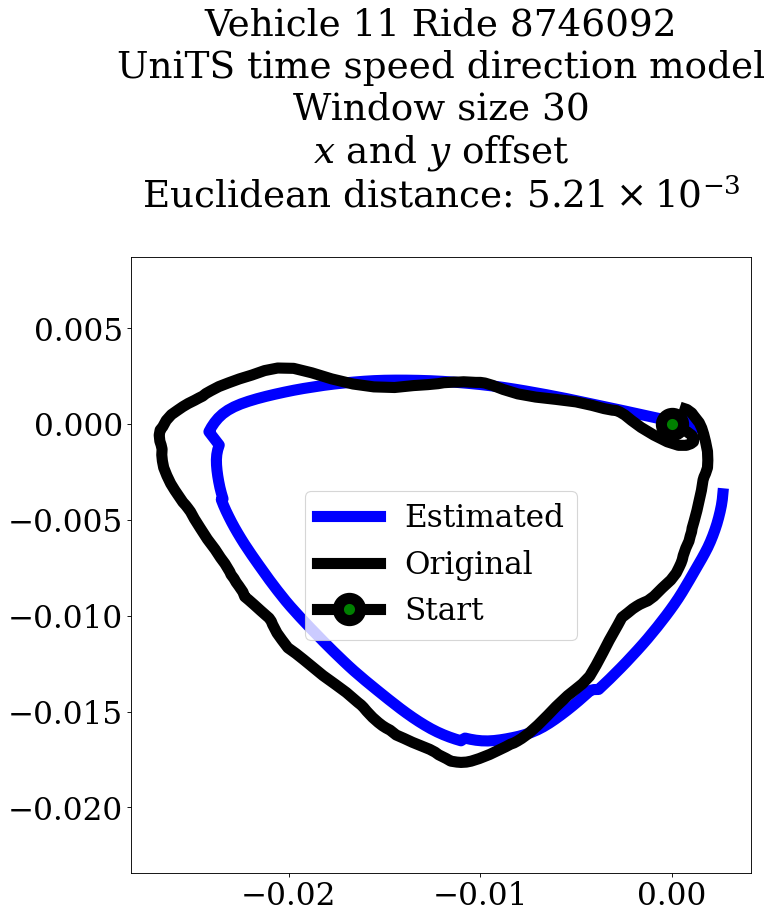 Vehicle 11 Ride 8746092
UniTS time speed direction model
Window size 30
x and y offset
Euclidean distance: 5.21 × 10⁻³
0.005
0.000
−0.005
−0.010
−0.015
−0.020
Estimated
Original
Start
−0.02
−0.01
0.00